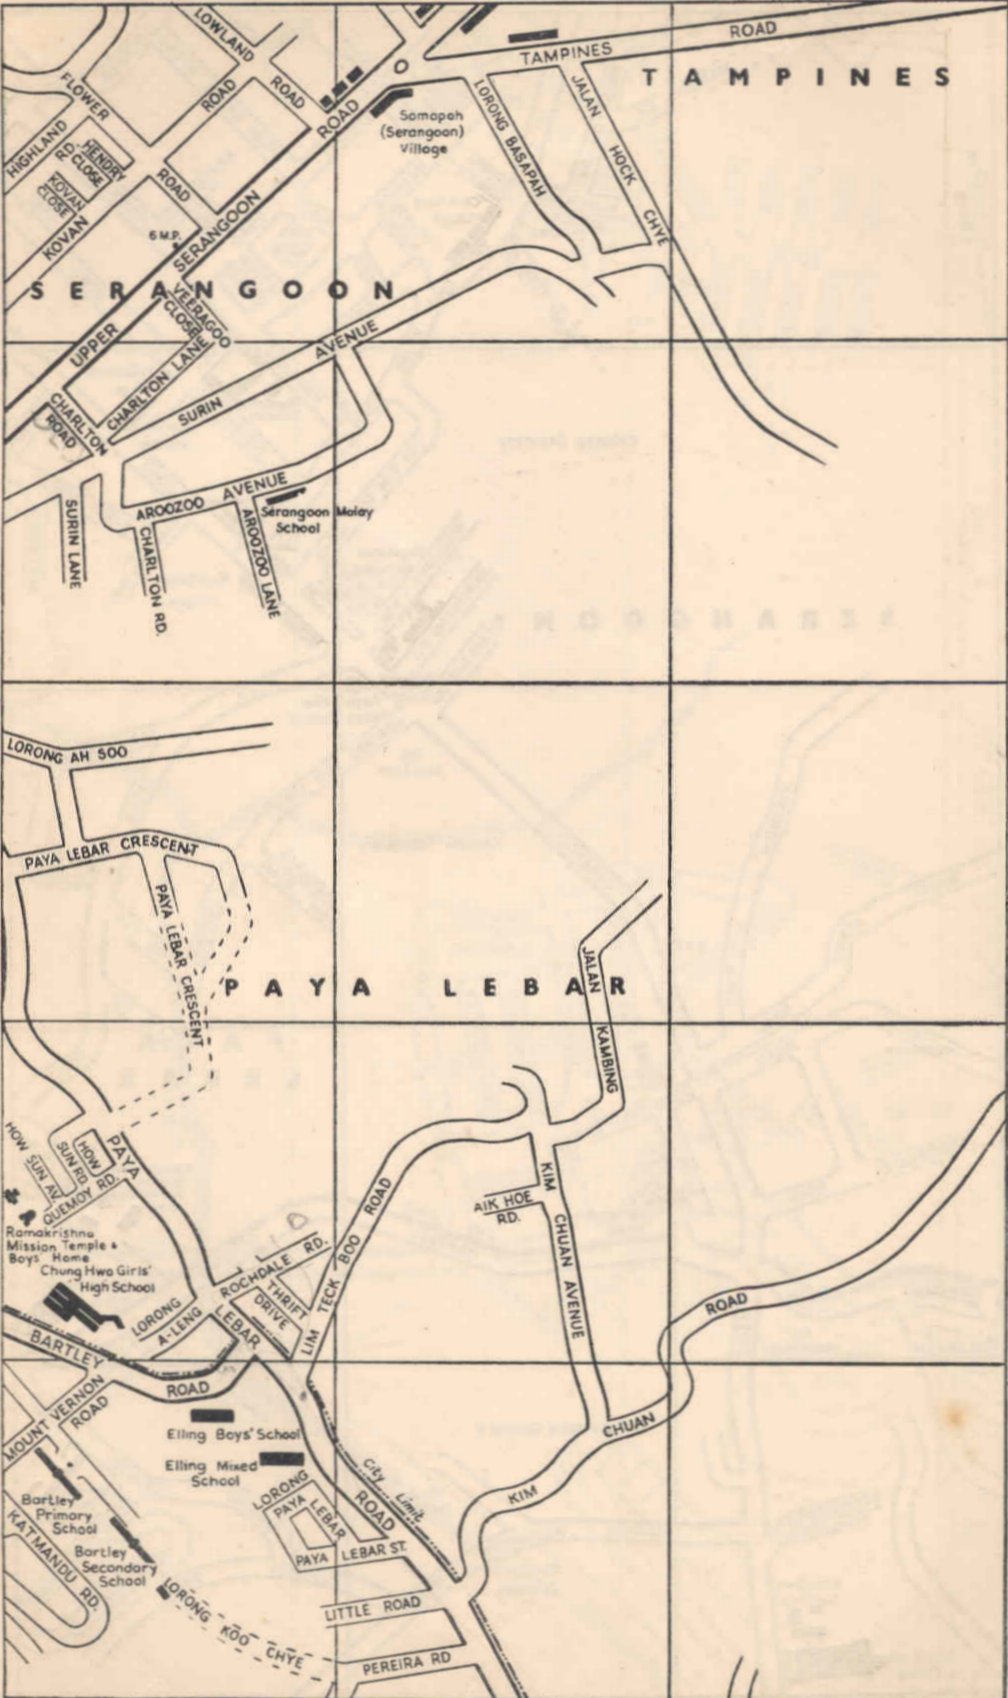 LOWLAND
ROAD
TAMPINES
ROAD
TAMPINES
FLOWER
ROAD
ROAD
Somapah
(Serangoon)
Village
LORONG BASAPAH
JALAN
HOCK
CHYE
HIGHLAND
RD.
HENDRY
CLOSE
KOVAN
CLOSE
ROAD
KOVAN
6 M.P.
UPPER
SERANGOON
ROAD
SERANGOON
VEERAGOO
CLOSE
CHARLTON LANE
CHARLTON
ROAD
SURIN
AVENUE
AROOZOO
AVENUE
Serangoon Malay
School
SURIN LANE
CHARLTON RD.
AROOZOO LANE
LORONG AH SOO
PAYA LEBAR CRESCENT
PAYA LEBAR CRESCENT
PAYA LEBAR
JALAN
KAMBING
HOW SUN AV.
SUN RD.
HOW
QUEMOY RD.
PAYA
Ramakrishna
Mission Temple &
Boys' Home
Chung Hwa Girls'
High School
LORONG
A-LENG
ROCHDALE RD.
THRIFT
DRIVE
LEBAR
LIM
TECK
BOO
ROAD
AIK HOE
RD.
KIM
CHUAN
AVENUE
ROAD
CHUAN
KIM
BARTLEY
ROAD
MOUNT VERNON
ROAD
Elling Boys' School
Elling Mixed
School
City Limit
ROAD
LORONG
PAYA
LEBAR
PAYA LEBAR ST.
Bartley
Primary
School
Bartley
Secondary
School
KATMANDU RD.
LORONG KOO CHYE
LITTLE ROAD
PEREIRA RD